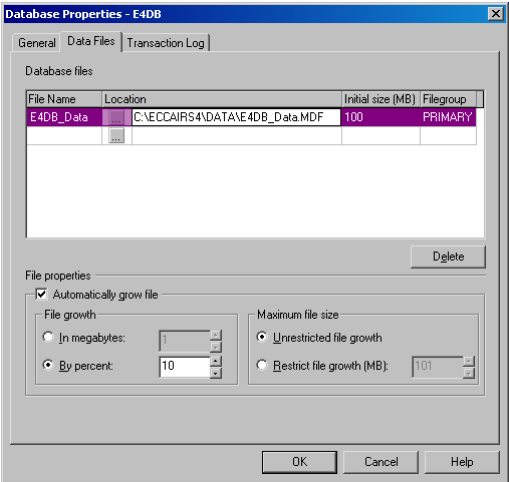 Database Properties - E4DB
General Data Files Transaction Log
Database files
File Name Location Initial size (MB) Filegroup
E4DB_Data ... C:\ECCAIRS4\DATA\E4DB_Data.MDF 100 PRIMARY
...
Delete
File properties
Automatically grow file
File growth Maximum file size
In megabytes: 1 Unrestricted file growth
By percent: 10 Restrict file growth (MB): 101
OK Cancel Help